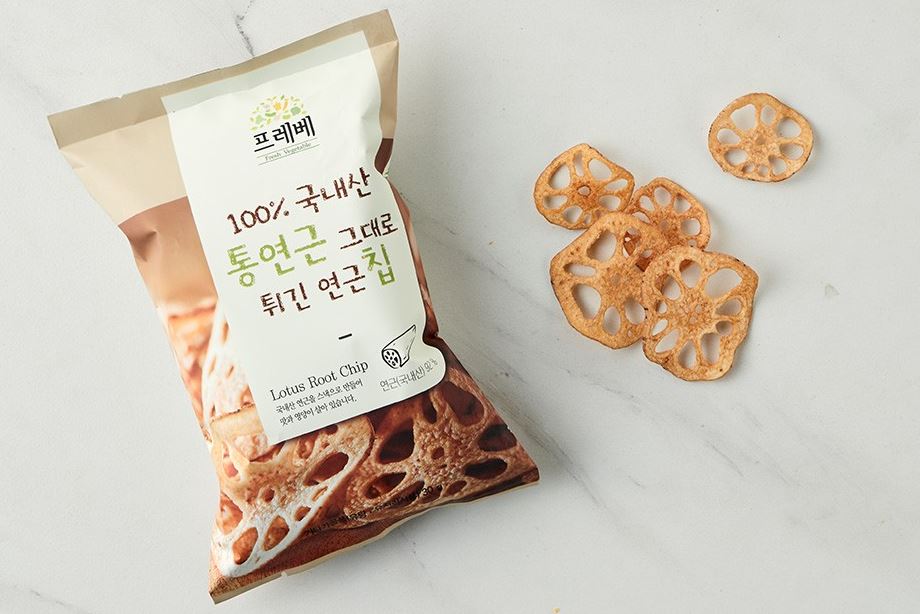 프레베
Fresh Vegetable
100% 국내산
통연근 그대로
튀긴 연근칩
Lotus Root Chip
국내산 연근을 스낵으로 만들어
맛과 영양이 살아 있습니다.
연근(국내산)
30 g